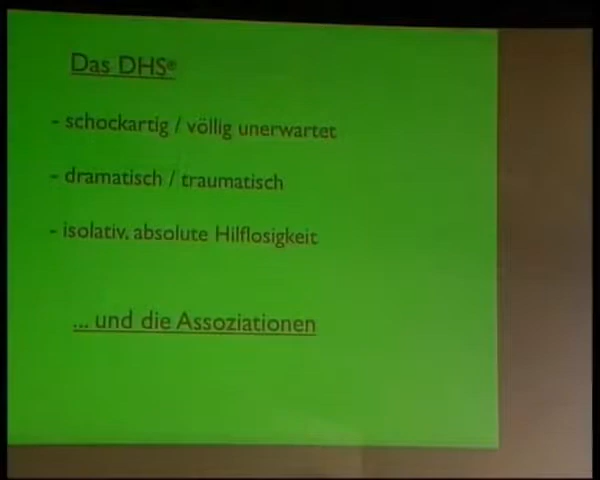 Das DHS®
- schockartig / völlig unerwartet
- dramatisch / traumatisch
- isolativ, absolute Hilflosigkeit
... und die Assoziationen